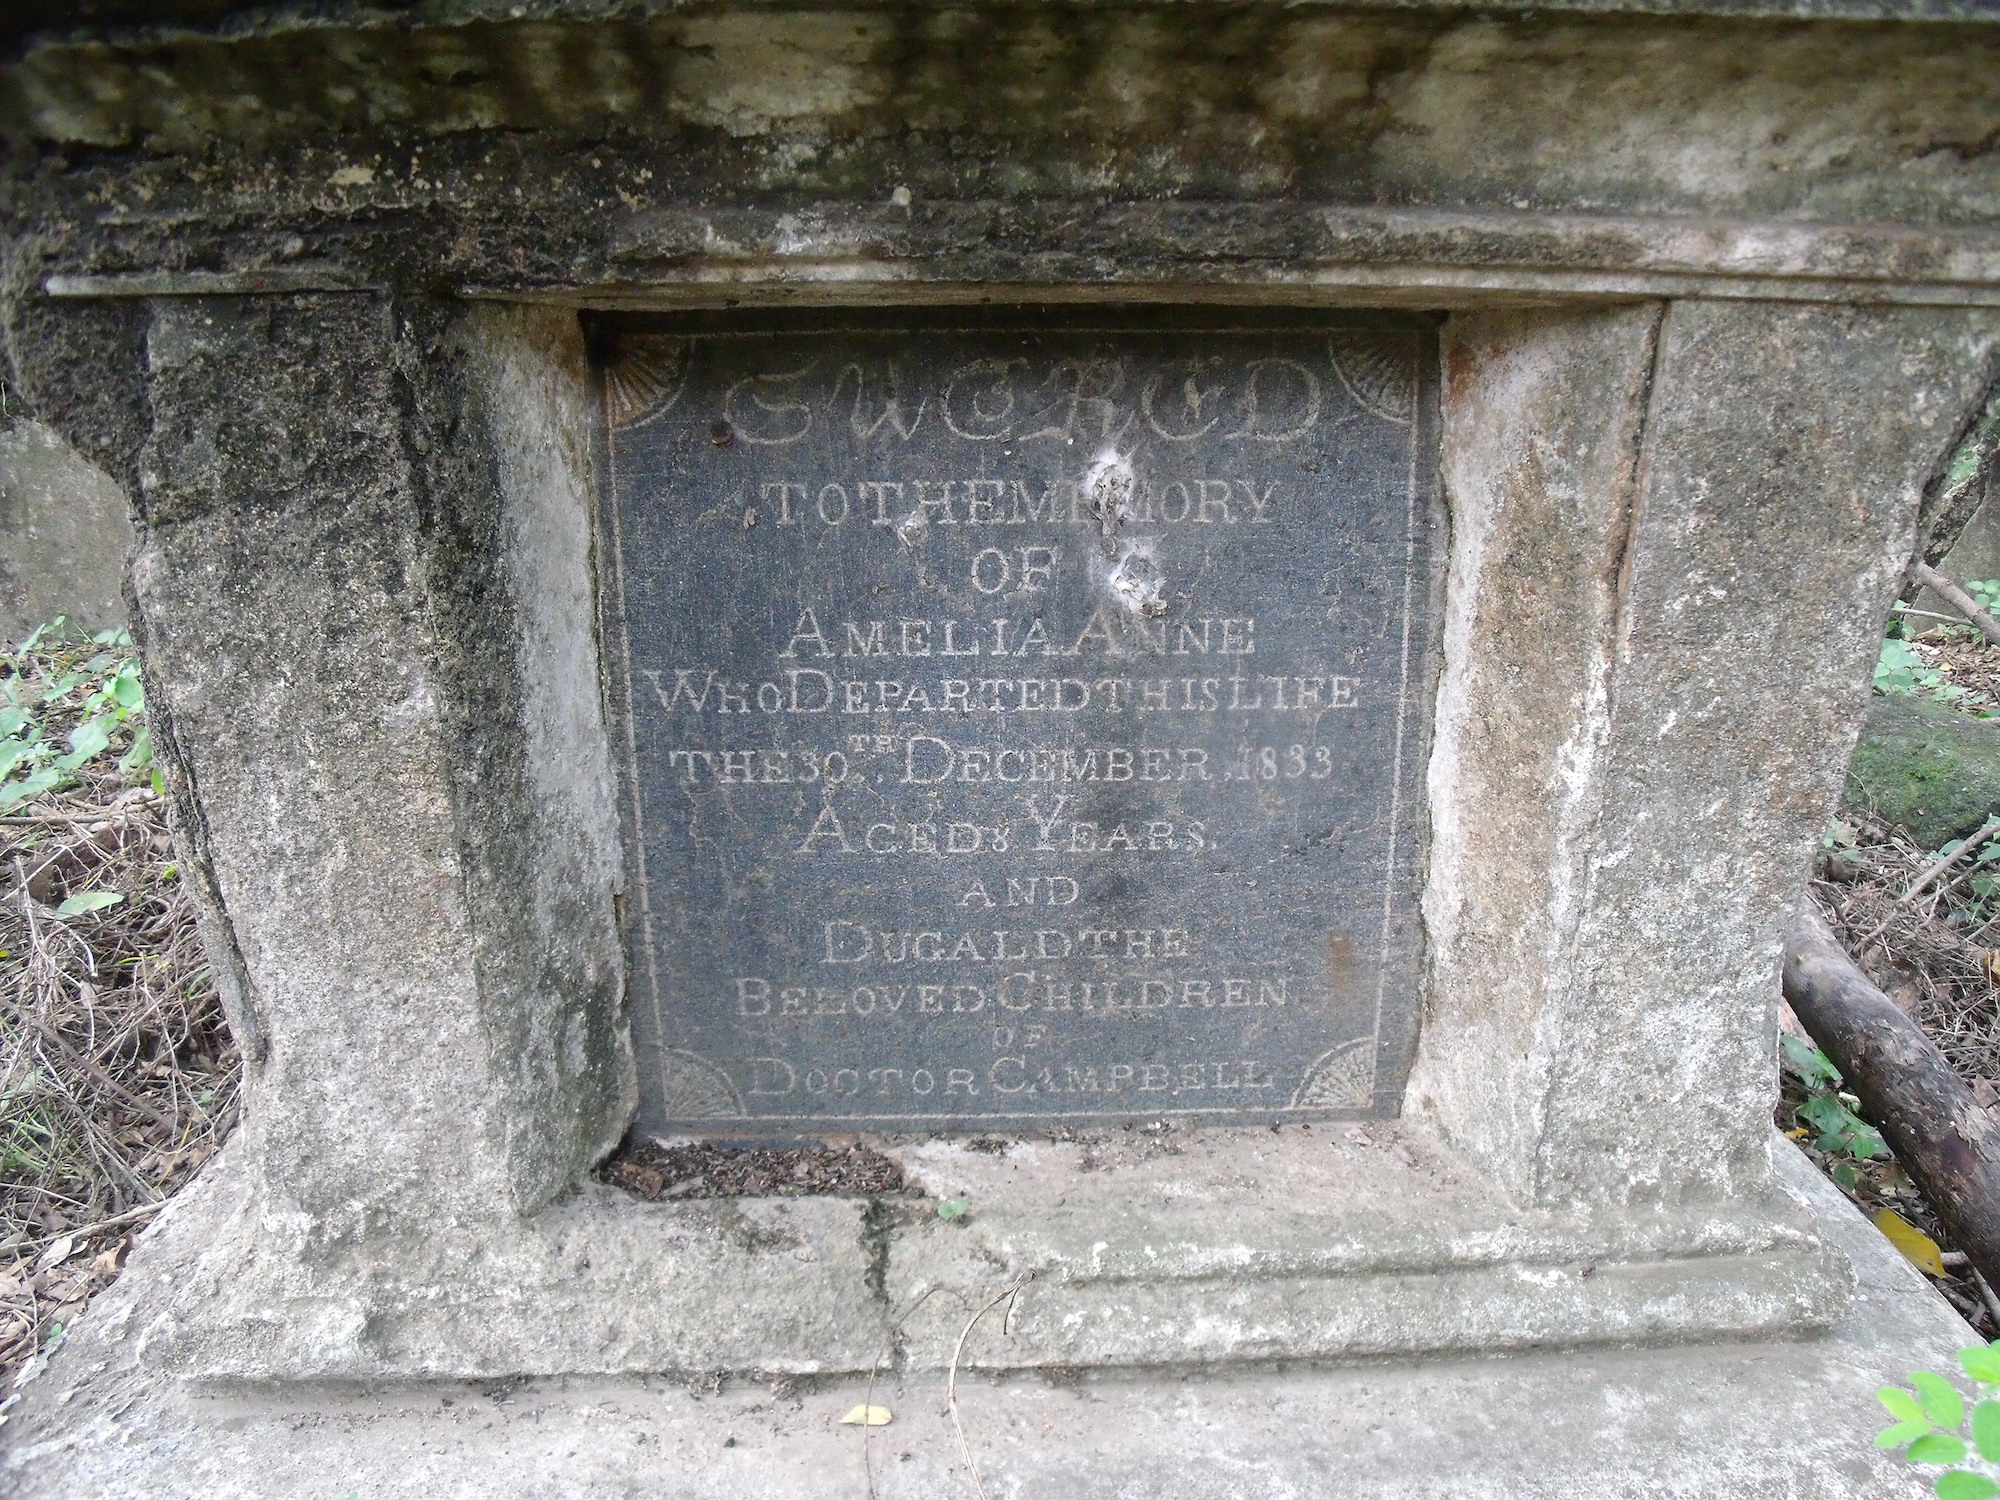 SACRED
TO THE MEMORY
OF
AMELIA ANNE
WHO DEPARTED THIS LIFE
THE 30TH, DECEMBER, 1833
AGED 8 YEARS.
AND
DUGALD THE
BELOVED CHILDREN
OF
DOCTOR CAMPBELL